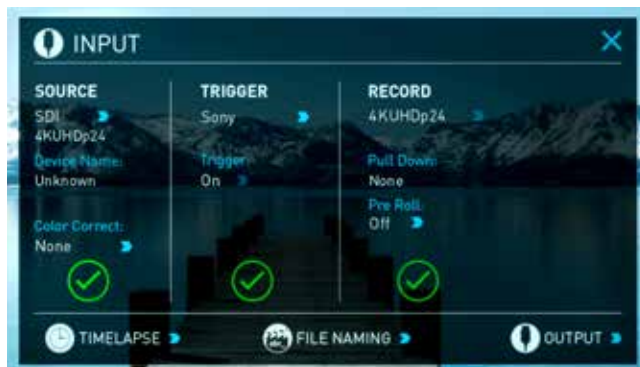 INPUT
SOURCE
SDI
4KUHDp24
Device Name:
Unknown
Color Correct:
None
TRIGGER
Sony
Trigger
On
RECORD
4KUHDp24
Pull Down:
None
Pre Roll:
Off
TIMELAPSE
FILE NAMING
OUTPUT